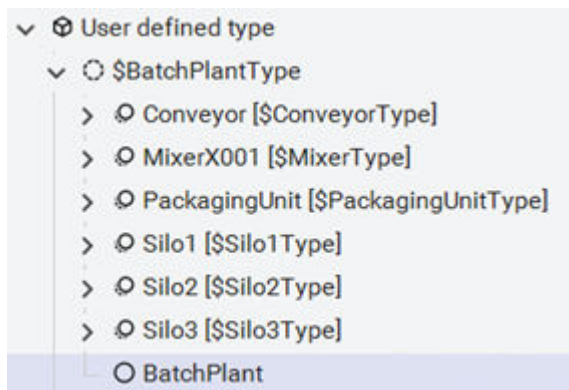 User defined type
$BatchPlantType
Conveyor [$ConveyorType]
MixerX001 [$MixerType]
PackagingUnit [$PackagingUnitType]
Silo1 [$Silo1Type]
Silo2 [$Silo2Type]
Silo3 [$Silo3Type]
BatchPlant